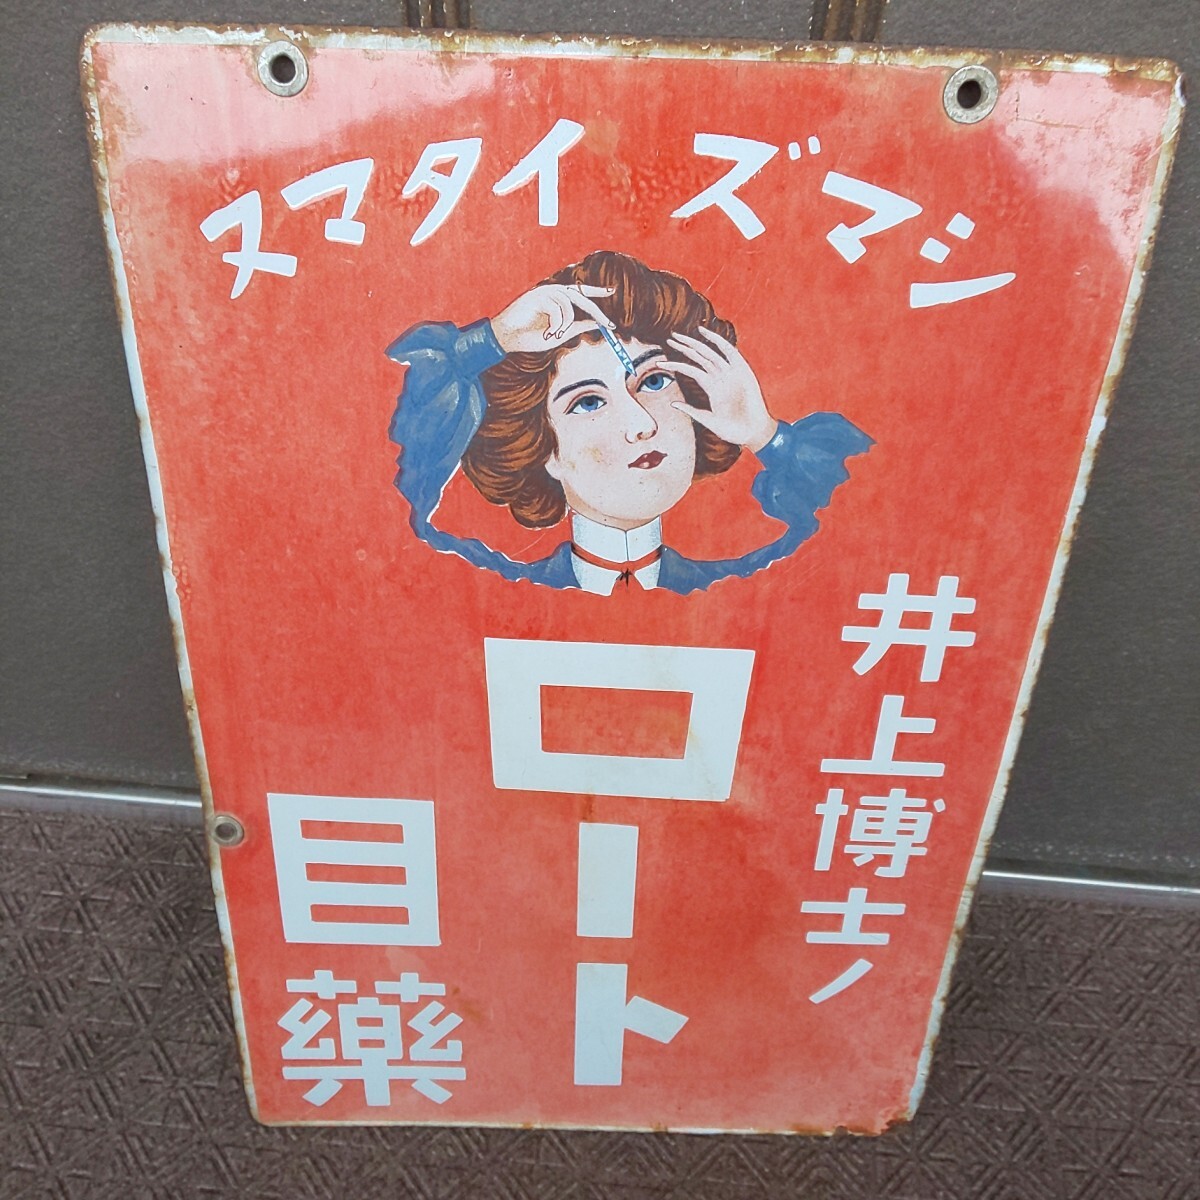 ヌマタイ ズマシ
井上博士ノ
ロート
目藥